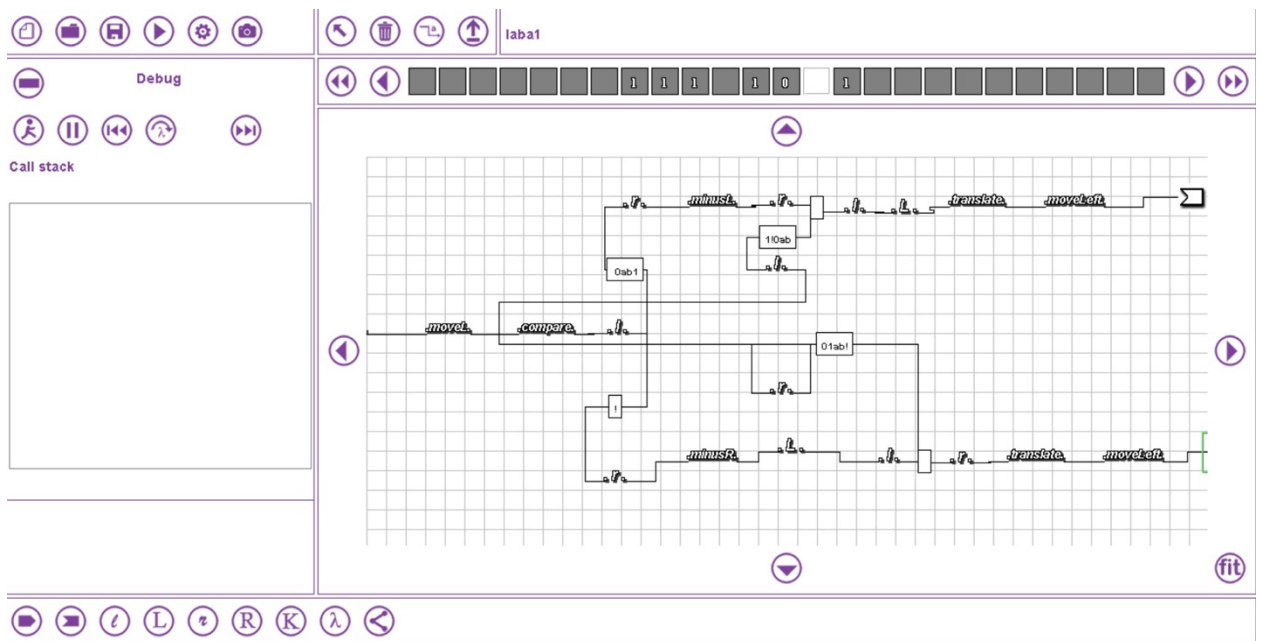 laba1
Debug
1 1 1 1 0 1
Call stack
.r. .minusL. .r. .l. .L. .translate. .moveLeft.
1!0ab
.l.
0ab1
.moveL. .compare. .l.
01ab!
.r.
!
.minusR. .L. .l. .r. .translate. .moveLeft.
.r.
fit
l L r R K λ